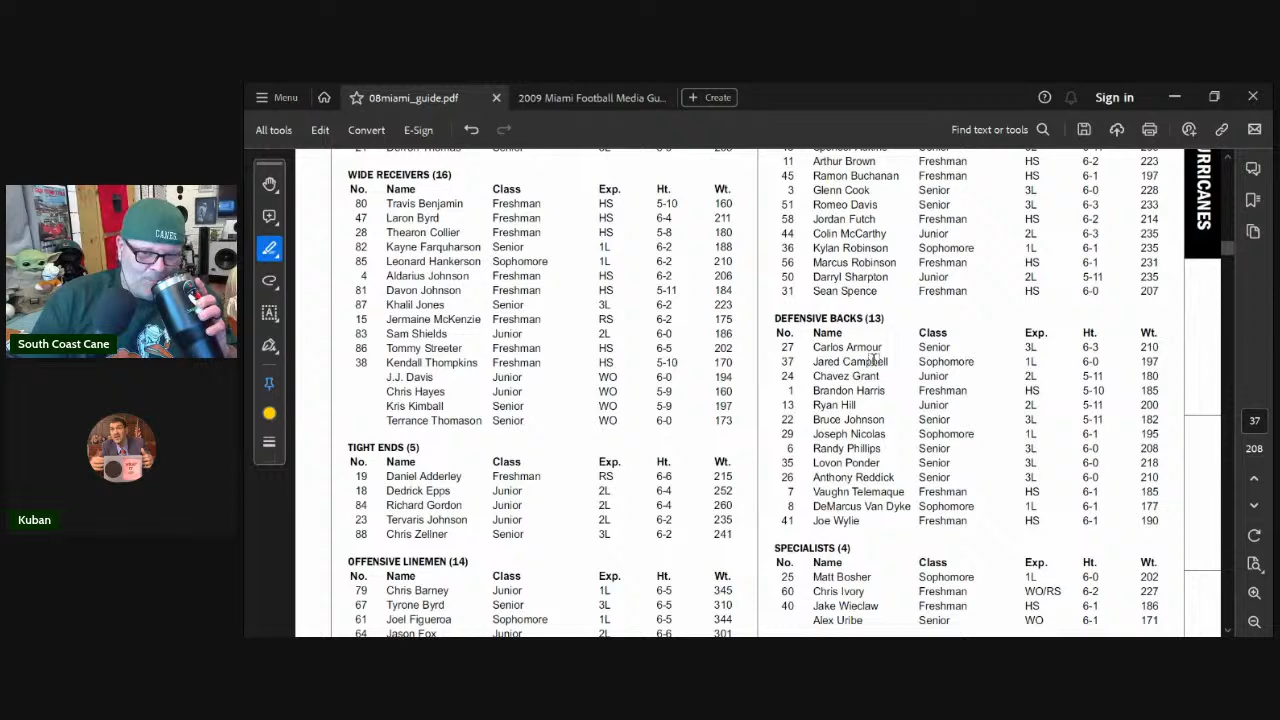 Menu
08miami_guide.pdf
2009 Miami Football Media Gu...
Create
Sign in
All tools
Edit
Convert
E-Sign
Find text or tools
WIDE RECEIVERS (16)
No. Name Class Exp. Ht. Wt.
80 Travis Benjamin Freshman HS 5-10 160
47 Laron Byrd Freshman HS 6-4 211
28 Thearon Collier Freshman HS 5-8 180
82 Kayne Farquharson Senior 1L 6-2 188
85 Leonard Hankerson Sophomore 1L 6-2 210
4 Aldarius Johnson Freshman HS 6-2 206
81 Davon Johnson Freshman HS 5-11 184
87 Khalil Jones Senior 3L 6-2 223
15 Jermaine McKenzie Freshman RS 6-2 175
83 Sam Shields Junior 2L 6-0 186
86 Tommy Streeter Freshman HS 6-5 202
38 Kendall Thompkins Freshman HS 5-10 170
J.J. Davis Junior WO 6-0 194
Chris Hayes Junior WO 5-9 160
Kris Kimball Senior WO 5-9 197
Terrance Thomason Senior WO 6-0 173
TIGHT ENDS (5)
No. Name Class Exp. Ht. Wt.
19 Daniel Adderley Freshman RS 6-6 215
18 Dedrick Epps Junior 2L 6-4 252
84 Richard Gordon Junior 2L 6-4 260
23 Tervaris Johnson Junior 2L 6-2 235
88 Chris Zellner Senior 3L 6-2 241
OFFENSIVE LINEMEN (14)
No. Name Class Exp. Ht. Wt.
79 Chris Barney Junior 1L 6-5 345
67 Tyrone Byrd Senior 3L 6-5 310
61 Joel Figueroa Sophomore 1L 6-5 344
64 Jason Fox Junior 2L 6-6 301
11 Arthur Brown Freshman HS 6-2 223
45 Ramon Buchanan Freshman HS 6-1 197
3 Glenn Cook Senior 3L 6-0 228
51 Romeo Davis Senior 3L 6-3 233
58 Jordan Futch Freshman HS 6-2 214
44 Colin McCarthy Junior 2L 6-3 235
36 Kylan Robinson Sophomore 1L 6-1 235
56 Marcus Robinson Freshman HS 6-1 231
50 Darryl Sharpton Junior 2L 5-11 235
31 Sean Spence Freshman HS 6-0 207
DEFENSIVE BACKS (13)
No. Name Class Exp. Ht. Wt.
27 Carlos Armour Senior 3L 6-3 210
37 Jared Campbell Sophomore 1L 6-0 197
24 Chavez Grant Junior 2L 5-11 180
1 Brandon Harris Freshman HS 5-10 185
13 Ryan Hill Junior 2L 5-11 200
22 Bruce Johnson Senior 3L 5-11 182
29 Joseph Nicolas Sophomore 1L 6-1 195
6 Randy Phillips Senior 3L 6-0 208
35 Lovon Ponder Senior 3L 6-0 218
26 Anthony Reddick Senior 3L 6-0 210
7 Vaughn Telemaque Freshman HS 6-1 185
8 DeMarcus Van Dyke Sophomore 1L 6-1 177
41 Joe Wylie Freshman HS 6-1 190
SPECIALISTS (4)
No. Name Class Exp. Ht. Wt.
25 Matt Bosher Sophomore 1L 6-0 202
60 Chris Ivory Freshman WO/RS 6-2 227
40 Jake Wieclaw Freshman HS 6-1 186
Alex Uribe Senior WO 6-1 171
URRICANES
37
208
CANES
South Coast Cane
Kuban